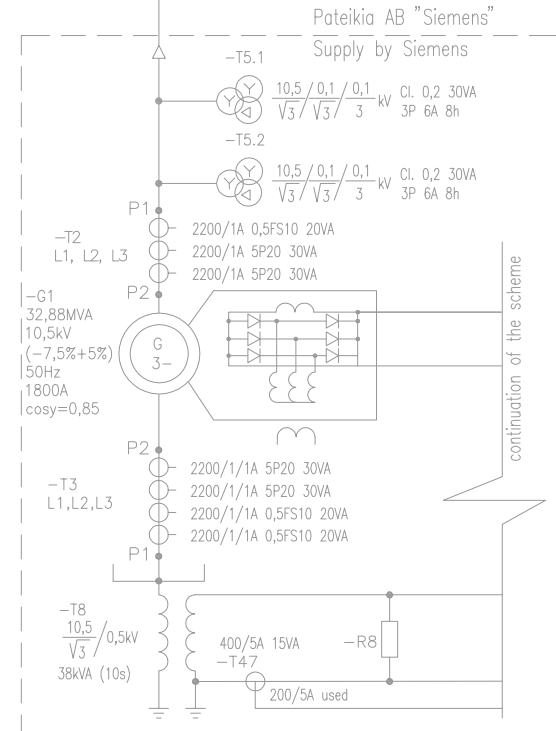 Pateikia AB "Siemens"
Supply by Siemens
-T5.1
10,5/√3 / 0,1/√3 / 0,1/3 kV
Cl. 0,2 30VA
3P 6A 8h
-T5.2
10,5/√3 / 0,1/√3 / 0,1/3 kV
Cl. 0,2 30VA
3P 6A 8h
P1
-T2
L1, L2, L3
2200/1A 0,5FS10 20VA
2200/1A 5P20 30VA
2200/1A 5P20 30VA
P2
-G1
32,88MVA
10,5kV
(-7,5%+5%)
50Hz
1800A
cosy=0,85
G
3-
continuation of the scheme
P2
-T3
L1,L2,L3
2200/1/1A 5P20 30VA
2200/1/1A 5P20 30VA
2200/1/1A 0,5FS10 20VA
2200/1/1A 0,5FS10 20VA
P1
-T8
10,5/√3 /0,5kV
38kVA (10s)
400/5A 15VA
-T47
200/5A used
-R8